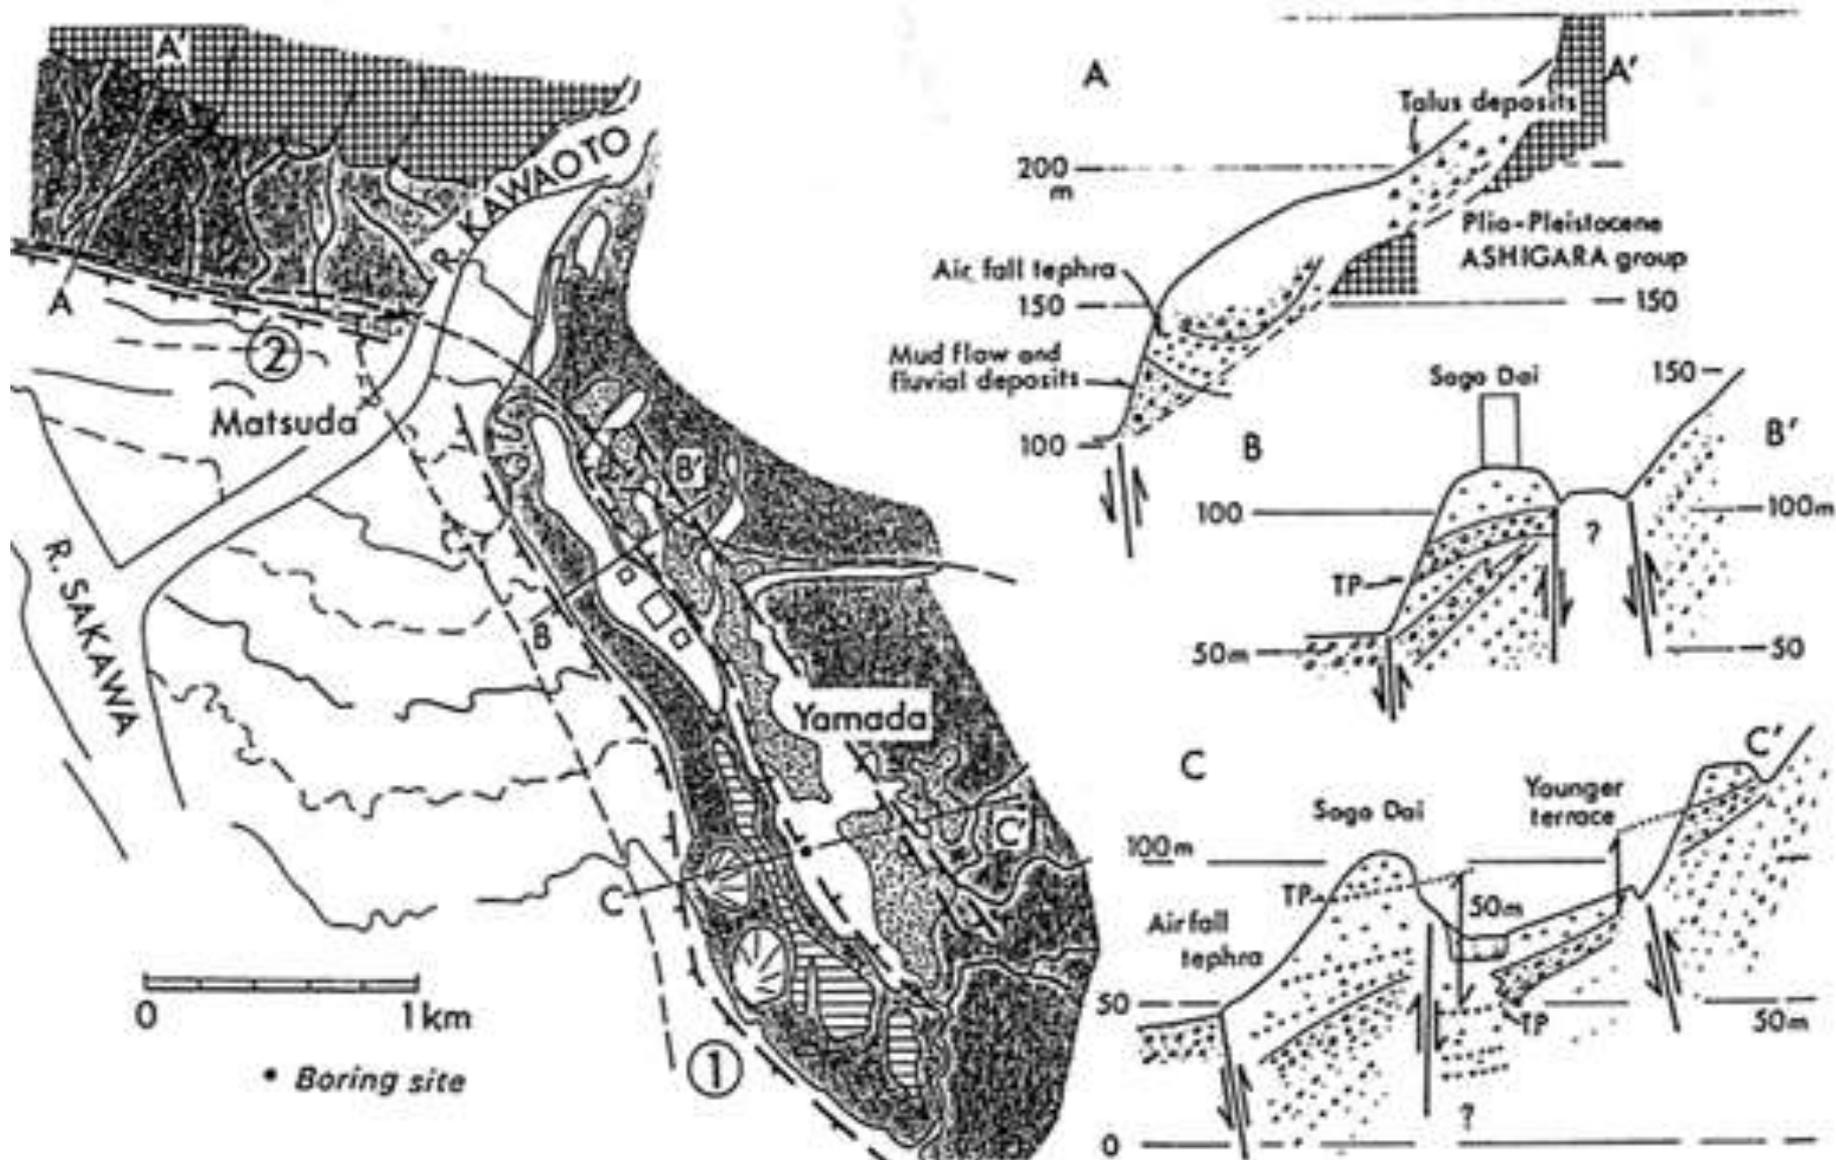 A'
R. KAWAOTO
A
②
Matsuda
B'
B
R. SAKAWA
Yamada
C'
C
0 1km
• Boring site
①
A
A'
Talus deposits
200
m
Plio-Pleistocene
ASHIGARA group
Air fall tephra
150
150
Mud flow and
fluvial deposits
100
Sogo Dai
150
B
B'
100
100m
?
TP
50m
50
C
C'
Younger
terrace
Sogo Dai
100m
TP
50m
Airfall
tephra
50
TP
50m
?
0